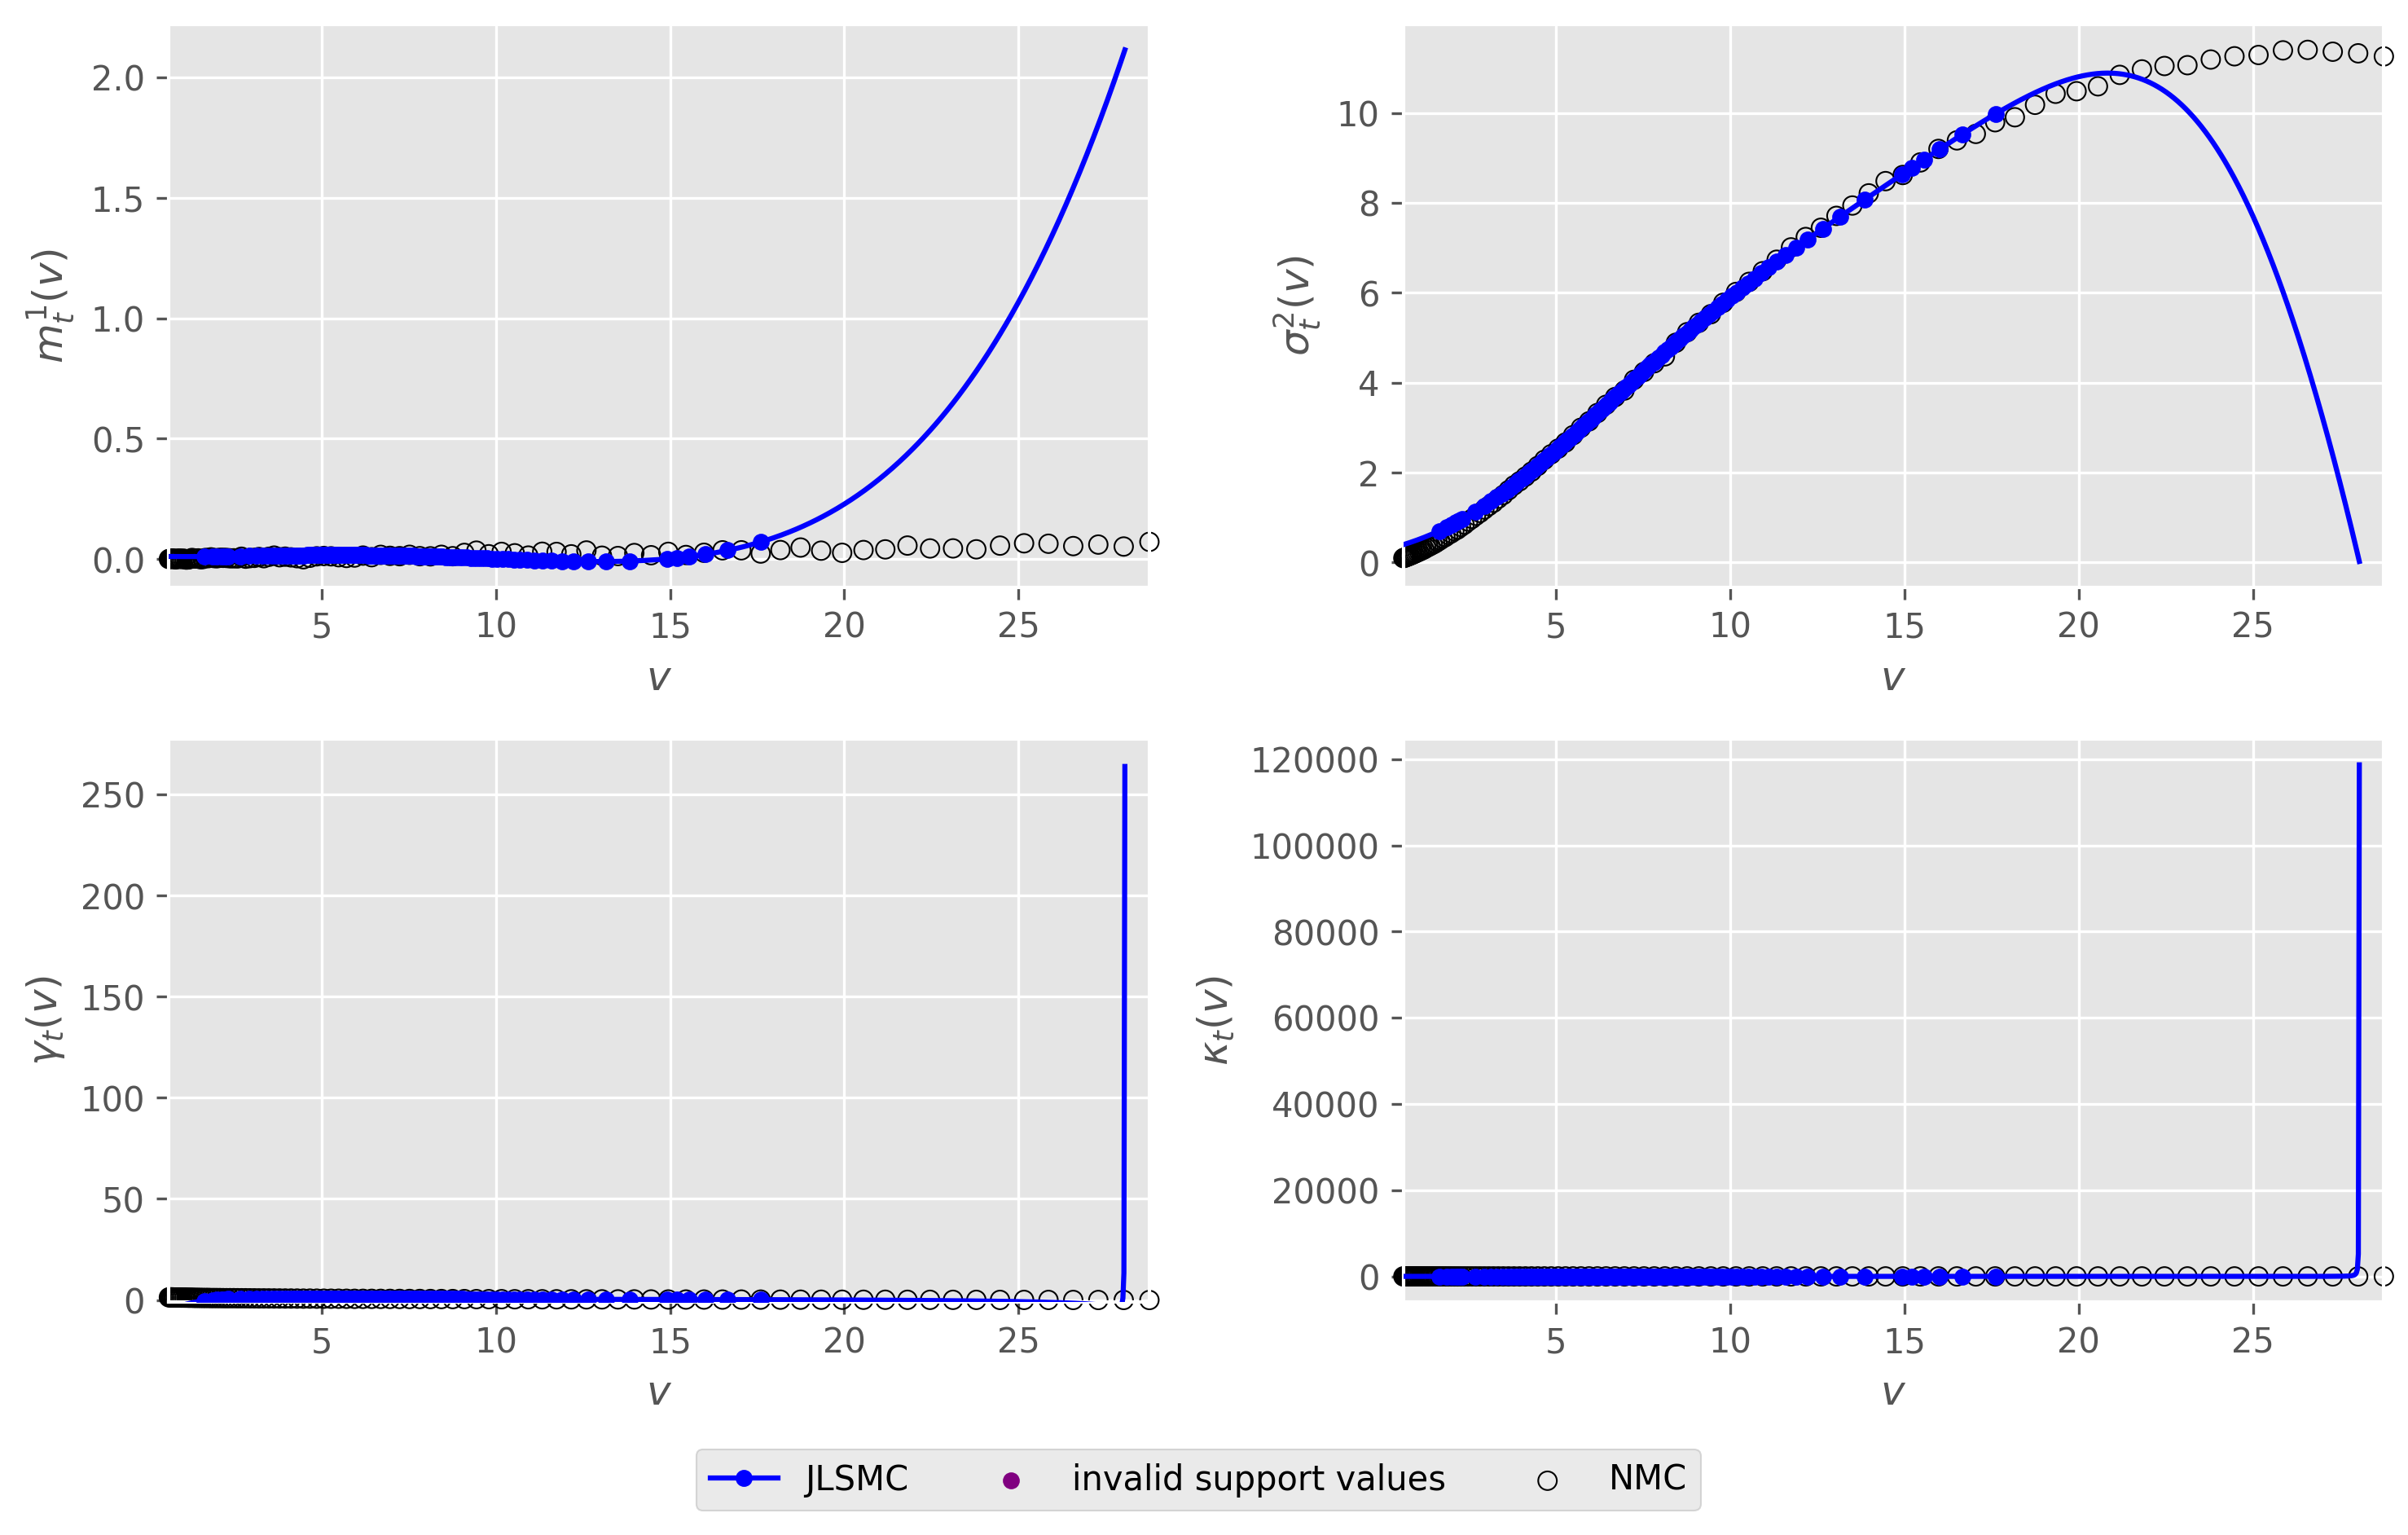 2.0
1.5
1.0
0.5
0.0
5 10 15 20 25
m_t^1(v)
v
10
8
6
4
2
0
5 10 15 20 25
σ_t^2(v)
v
250
200
150
100
50
0
5 10 15 20 25
γ_t(v)
v
120000
100000
80000
60000
40000
20000
0
5 10 15 20 25
κ_t(v)
v
JLSMC invalid support values NMC